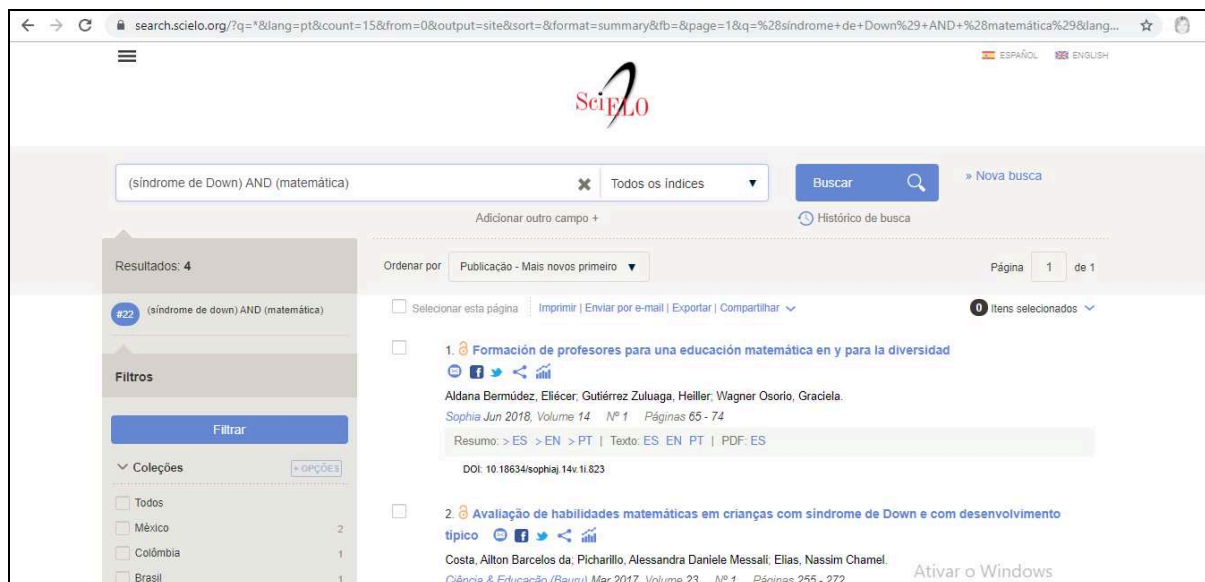 search.scielo.org/?q=*&lang=pt&count=15&from=0&output=site&sort=&format=summary&fb=&page=1&q=%28síndrome+de+Down%29+AND+%28matemática%29&lang...
ESPAÑOL ENGLISH
SciELO
(síndrome de Down) AND (matemática) Todos os índices Buscar » Nova busca
Adicionar outro campo + Histórico de busca
Resultados: 4 Ordenar por Publicação - Mais novos primeiro Página 1 de 1
#22 (síndrome de down) AND (matemática) Selecionar esta página Imprimir | Enviar por e-mail | Exportar | Compartilhar 0 Itens selecionados
1. Formación de profesores para una educación matemática en y para la diversidad
Filtros
Aldana Bermúdez, Eliécer; Gutiérrez Zuluaga, Heiller; Wagner Osorio, Graciela.
Sophia Jun 2018, Volume 14 Nº 1 Páginas 65 - 74
Filtrar
Resumo: > ES > EN > PT | Texto: ES EN PT | PDF: ES
Coleções + OPÇÕES
DOI: 10.18634/sophiaj.14v.1i.823
Todos
México 2
Colômbia 1
Brasil 1
2. Avaliação de habilidades matemáticas em crianças com síndrome de Down e com desenvolvimento
típico
Costa, Ailton Barcelos da; Picharillo, Alessandra Daniele Messali; Elias, Nassim Chamel.
Ciência & Educação (Bauru) Mar 2017, Volume 23 Nº 1 Páginas 255 - 272
Ativar o Windows